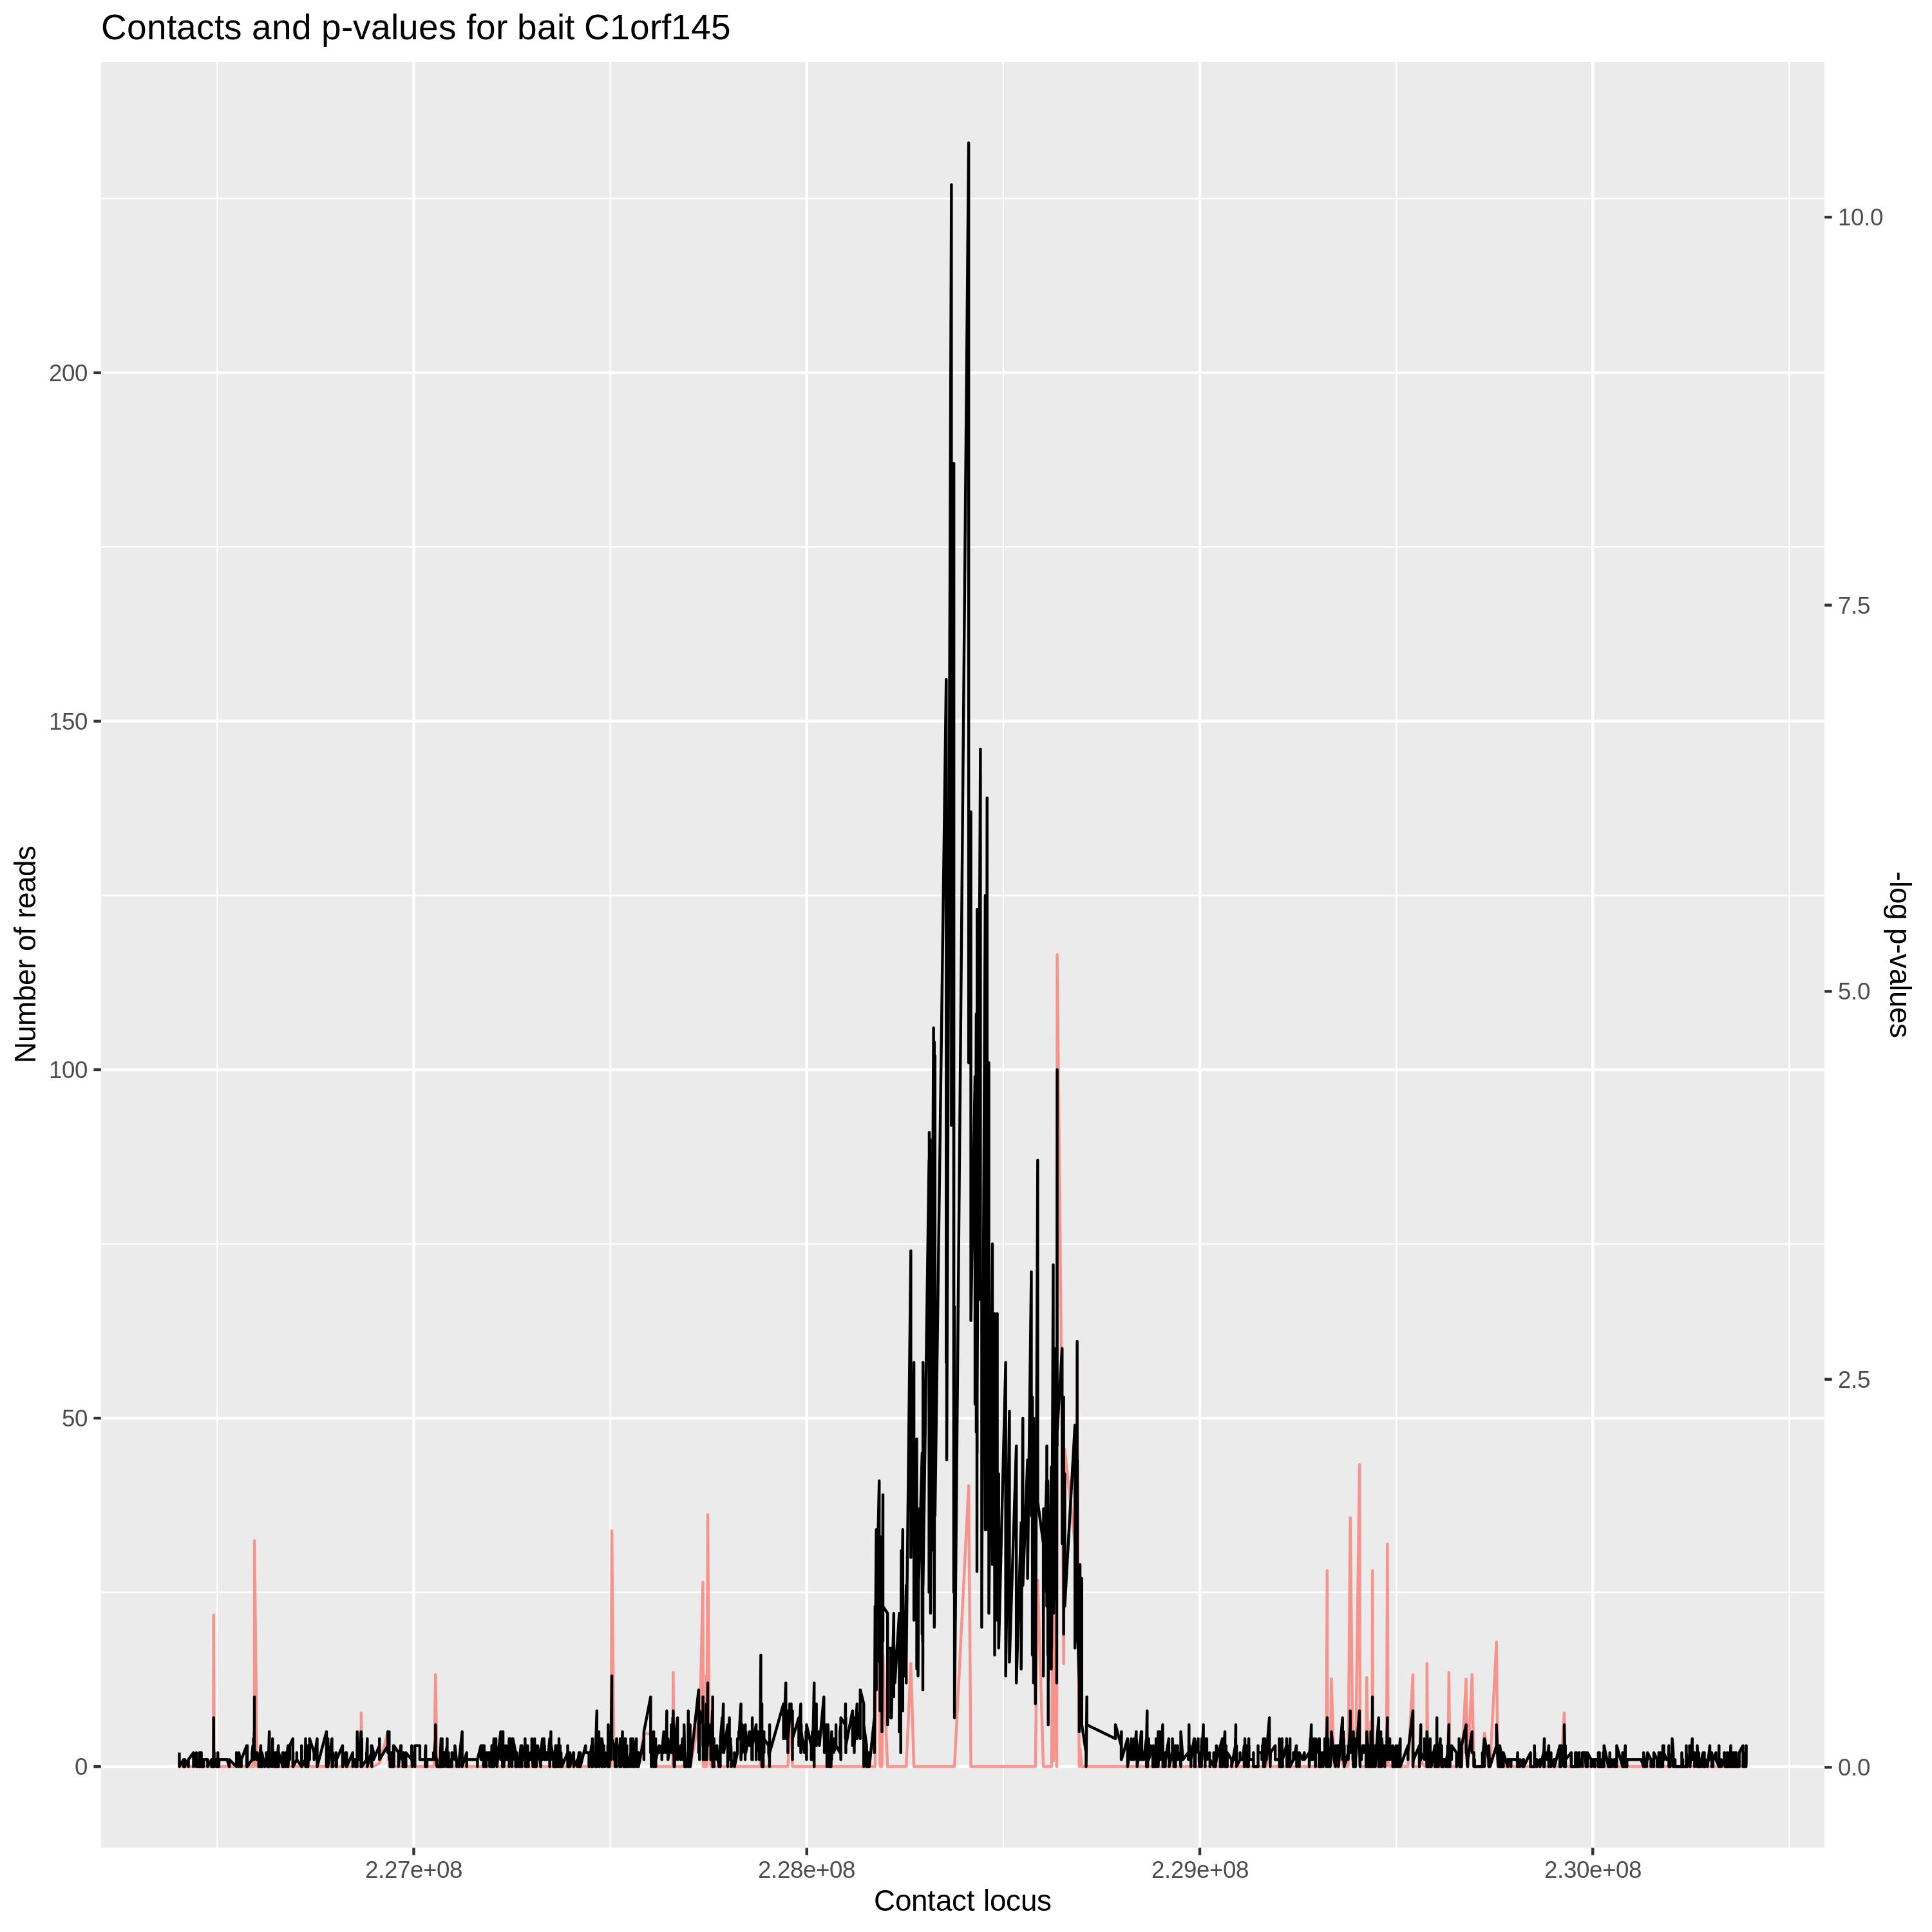 Contacts and p-values for bait C1orf145
Number of reads
200
150
100
50
0
10.0
7.5
5.0
2.5
0.0
-log p-values
2.27e+08
2.28e+08
2.29e+08
2.30e+08
Contact locus